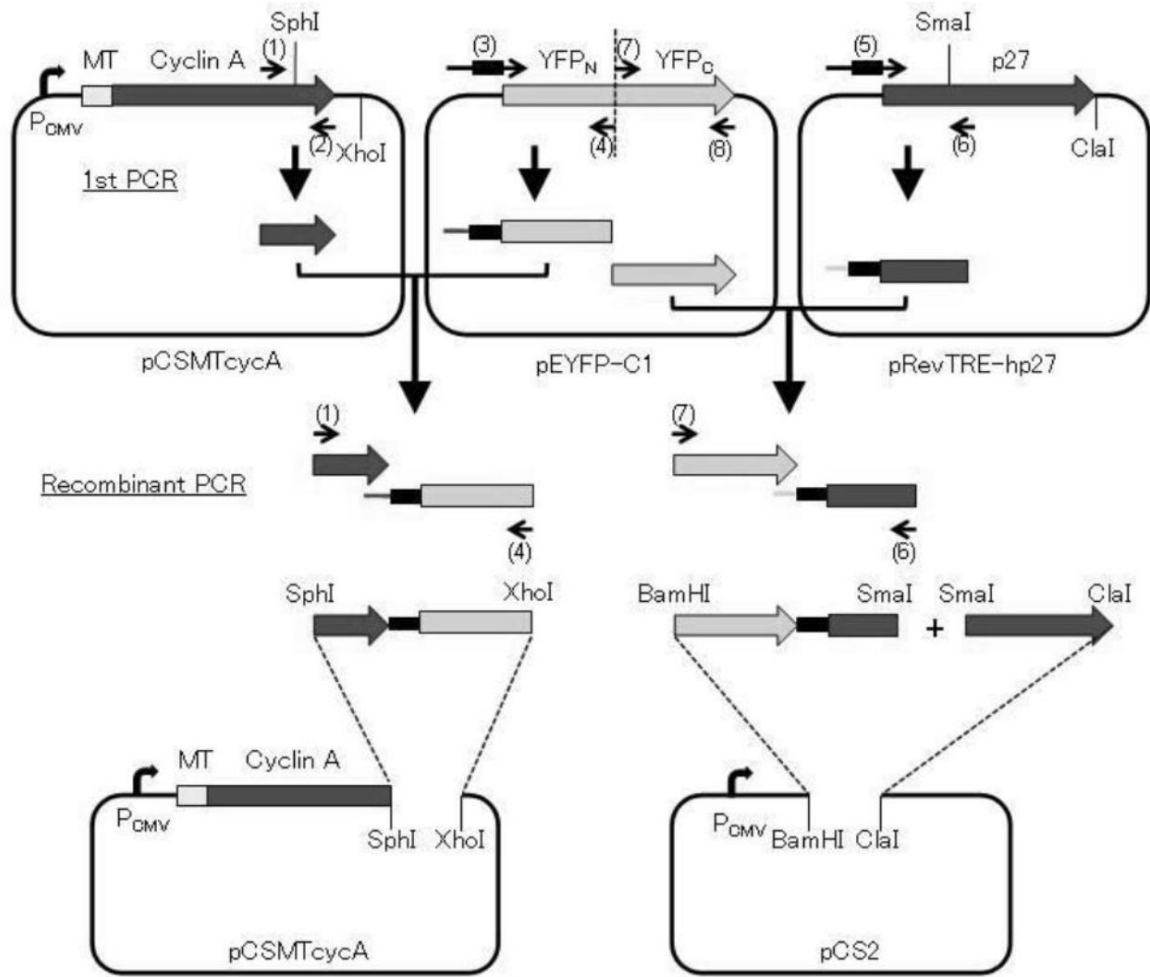 SphI
SmaI
MT Cyclin A (1)
(3) YFPN (7) YFPC
(5) p27
PCMV
(2) XhoI
(4) (8)
(6) ClaI
1st PCR
pCSMTcycA
pEYFP-C1
pRevTRE-hp27
(1) (7)
Recombinant PCR
(4) (6)
SphI XhoI BamHI SmaI SmaI ClaI
+
MT Cyclin A
PCMV
SphI XhoI
PCMV
BamHI ClaI
pCSMTcycA
pCS2